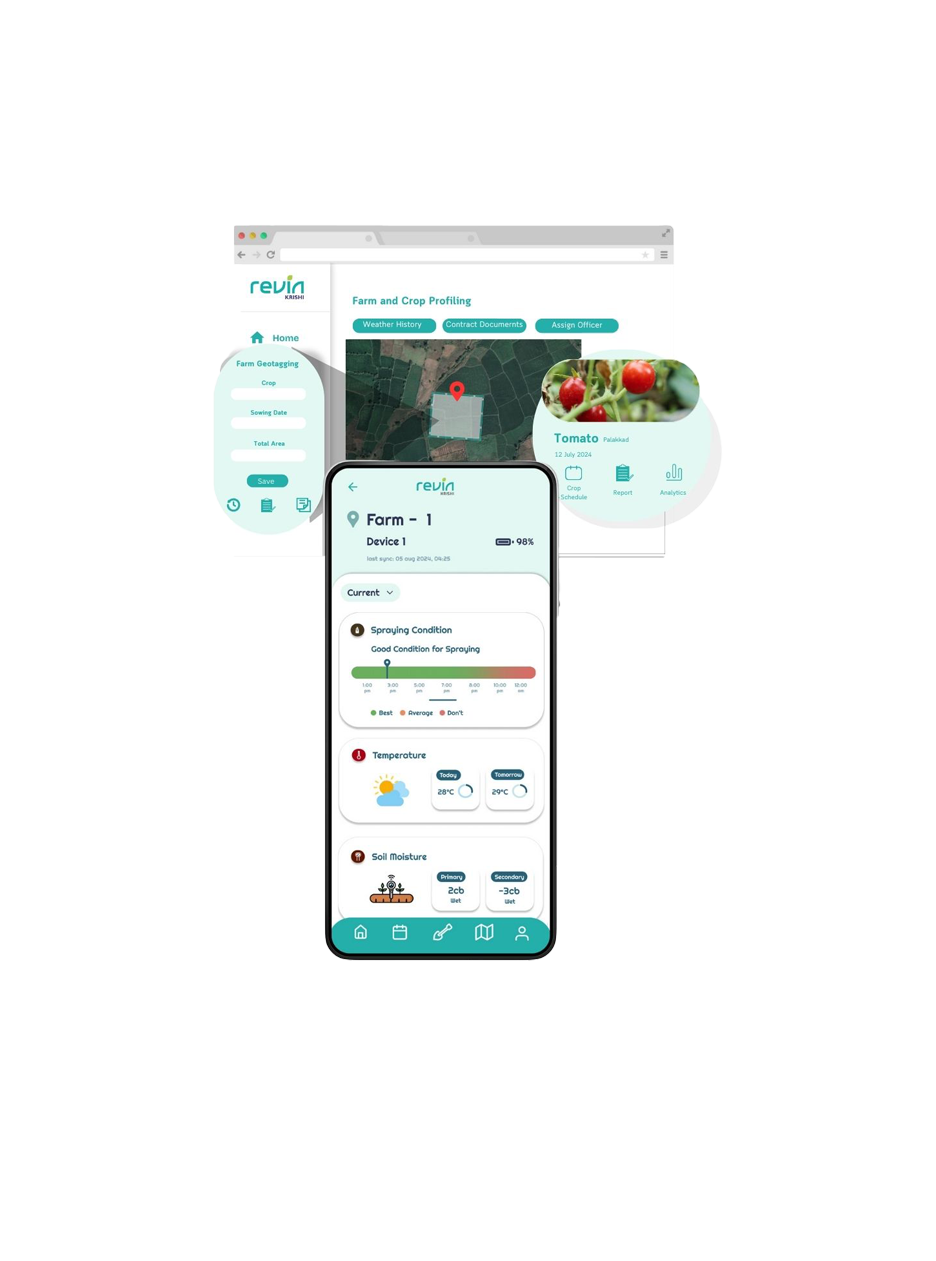 revin
KRISHI
Home
Farm and Crop Profiling
Weather History
Contract Documernts
Assign Officer
Farm Geotagging
Crop
Sowing Date
Total Area
Save
Tomato Palakkad
12 July 2024
Crop
Schedule
Report
Analytics
revin
KRISHI
Farm - 1
Device 1
98%
last sync: 05 aug 2024, 04:25
Current
Spraying Condition
Good Condition for Spraying
1:00 pm
3:00 pm
5:00 pm
7:00 pm
8:00 pm
10:00 pm
12:00 am
Best
Average
Don't
Temperature
Today
28°C
Tomorrow
29°C
Soil Moisture
Primary
2cb
Wet
Secondary
-3cb
Wet